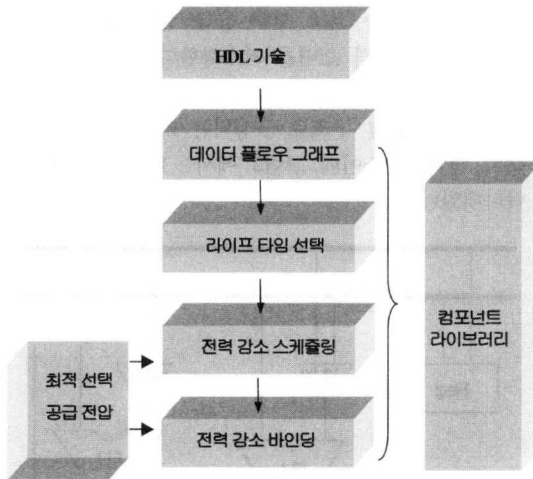 HDL 기술
데이터 플로우 그래프
라이프 타임 선택
전력 감소 스케쥴링
전력 감소 바인딩
최적 선택
공급 전압
컴포넌트
라이브러리